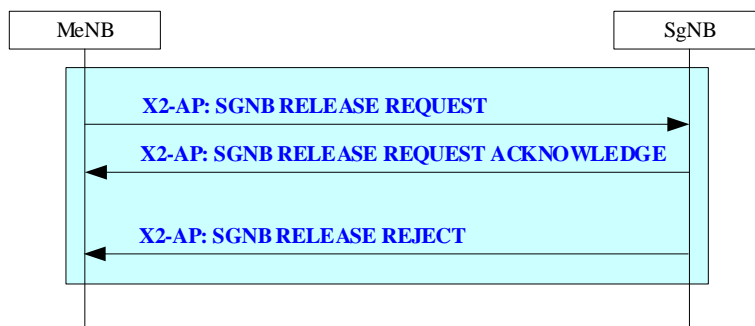 MeNB
SgNB
X2-AP: SGNB RELEASE REQUEST
X2-AP: SGNB RELEASE REQUEST ACKNOWLEDGE
X2-AP: SGNB RELEASE REJECT